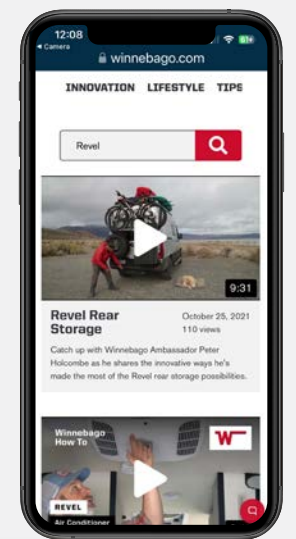 12:08
Camera
61+
winnebago.com
INNOVATION LIFESTYLE TIPS
Revel
9:31
Revel Rear
Storage
October 25, 2021
110 views
Catch up with Winnebago Ambassador Peter
Holcombe as he shares the innovative ways he's
made the most of the Revel rear storage possibilities.
Winnebago
How To
W
REVEL
Air Conditioner